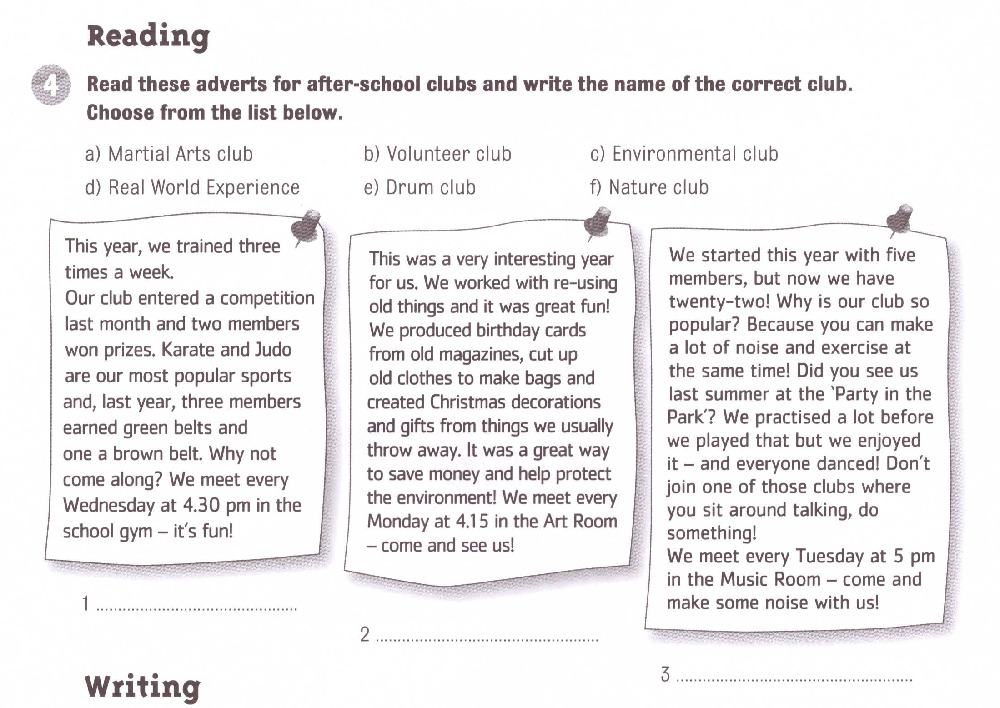 Reading
4 Read these adverts for after-school clubs and write the name of the correct club.
Choose from the list below.
a) Martial Arts club b) Volunteer club c) Environmental club
d) Real World Experience e) Drum club f) Nature club
This year, we trained three
times a week.
Our club entered a competition
last month and two members
won prizes. Karate and Judo
are our most popular sports
and, last year, three members
earned green belts and
one a brown belt. Why not
come along? We meet every
Wednesday at 4.30 pm in the
school gym – it's fun!
1 ..............................................
This was a very interesting year
for us. We worked with re-using
old things and it was great fun!
We produced birthday cards
from old magazines, cut up
old clothes to make bags and
created Christmas decorations
and gifts from things we usually
throw away. It was a great way
to save money and help protect
the environment! We meet every
Monday at 4.15 in the Art Room
– come and see us!
2 ..................................................
We started this year with five
members, but now we have
twenty-two! Why is our club so
popular? Because you can make
a lot of noise and exercise at
the same time! Did you see us
last summer at the 'Party in the
Park'? We practised a lot before
we played that but we enjoyed
it – and everyone danced! Don't
join one of those clubs where
you sit around talking, do
something!
We meet every Tuesday at 5 pm
in the Music Room – come and
make some noise with us!
3 ......................................................
Writing